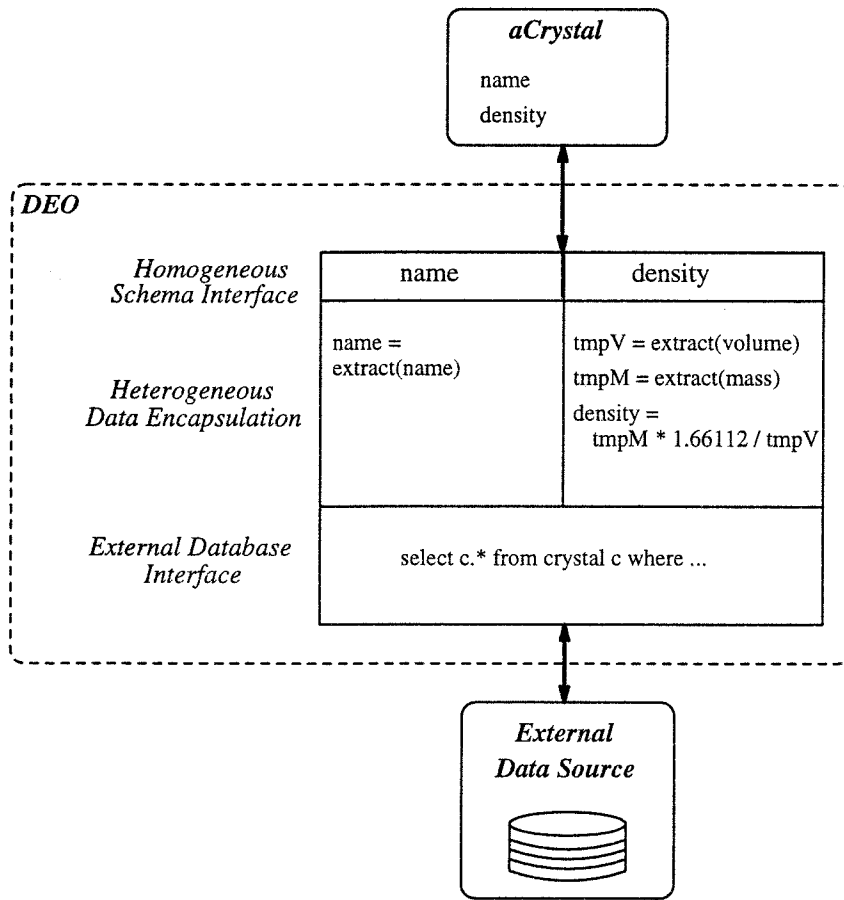 aCrystal
name
density
DEO
Homogeneous
Schema Interface
name
density
Heterogeneous
Data Encapsulation
name =
extract(name)
tmpV = extract(volume)
tmpM = extract(mass)
density =
tmpM * 1.66112 / tmpV
External Database
Interface
select c.* from crystal c where ...
External
Data Source